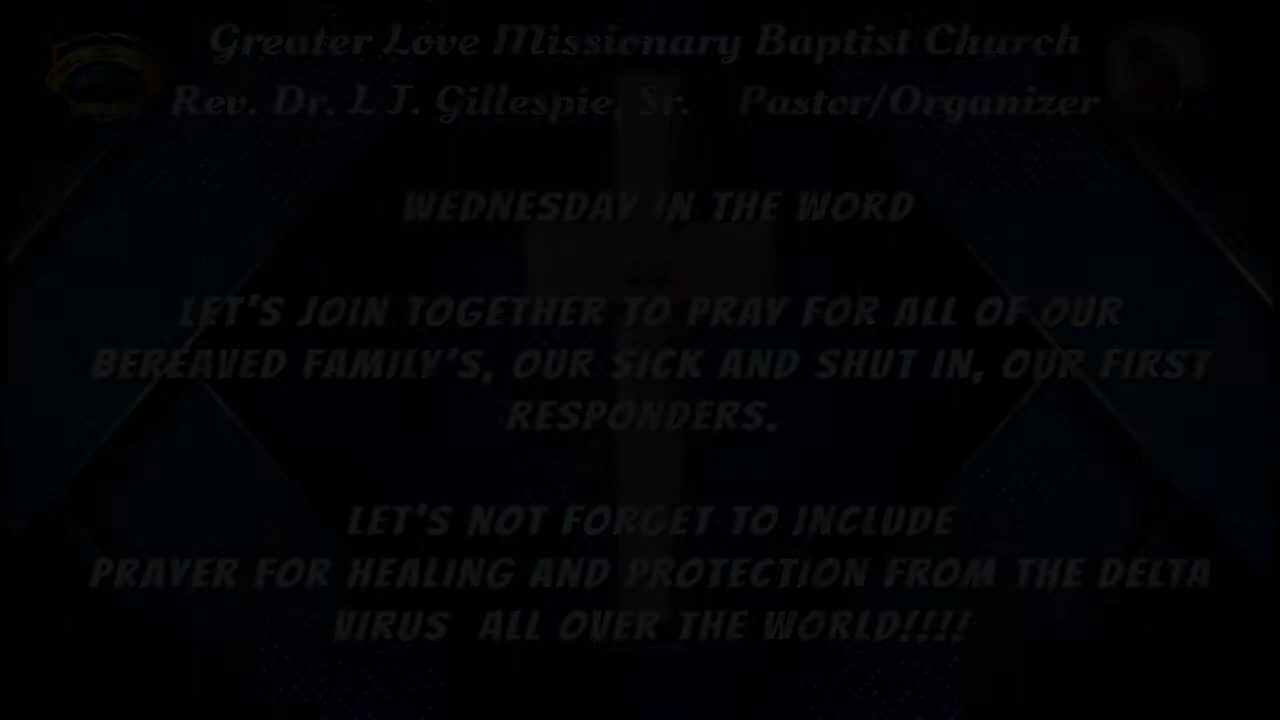 Greater Love Missionary Baptist Church
Rev. Dr. L J. Gillespie, Sr. Pastor/Organizer
WEDNESDAY IN THE WORD
LET'S JOIN TOGETHER TO PRAY FOR ALL OF OUR
BEREAVED FAMILY'S, OUR SICK AND SHUT IN, OUR FIRST
RESPONDERS.
LET'S NOT FORGET TO INCLUDE
PRAYER FOR HEALING AND PROTECTION FROM THE DELTA
VIRUS ALL OVER THE WORLD!!!!